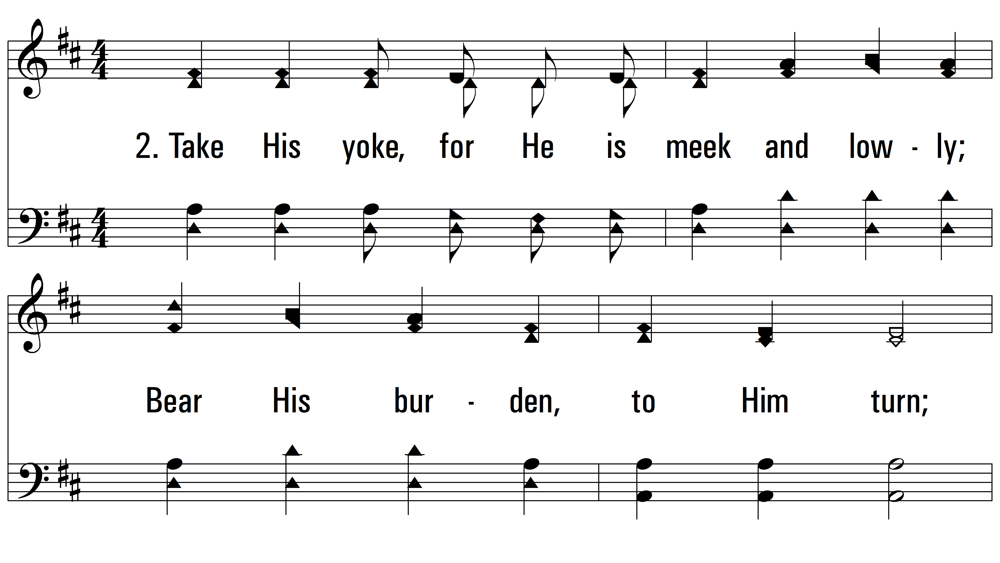 2. Take His yoke, for He is meek and low - ly;
Bear His bur - den, to Him turn;